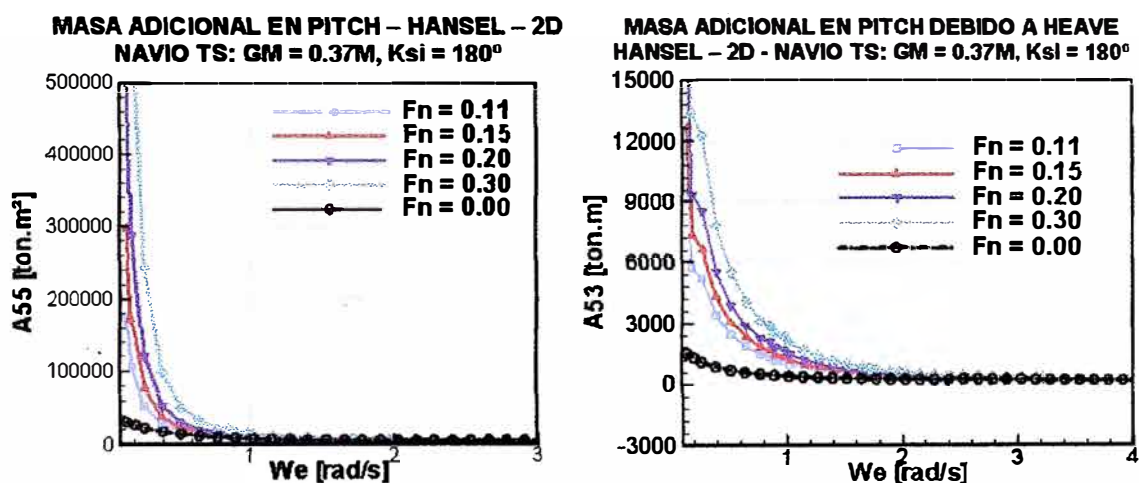 MASA ADICIONAL EN PITCH – HANSEL – 2D
NAVIO TS: GM = 0.37M, Ksi = 180º
500000
400000
300000
200000
100000
0
A55 [ton.m²]
Fn = 0.11
Fn = 0.15
Fn = 0.20
Fn = 0.30
Fn = 0.00
1
2
3
We [rad/s]
MASA ADICIONAL EN PITCH DEBIDO A HEAVE
HANSEL – 2D - NAVIO TS: GM = 0.37M, Ksi = 180º
15000
12000
9000
6000
3000
0
-3000
A53 [ton.m]
Fn = 0.11
Fn = 0.15
Fn = 0.20
Fn = 0.30
Fn = 0.00
1
2
3
4
We [rad/s]